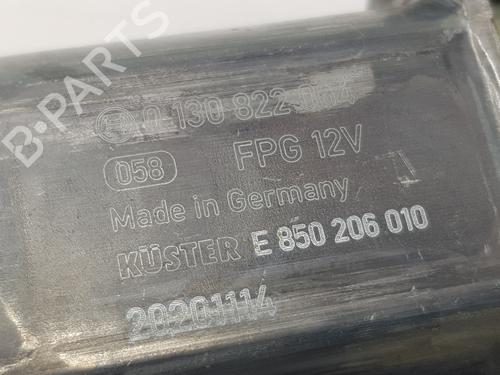 B-PARTS
0 130 822
058 FPG 12V
Made in Germany
KÜSTER E 850 206 010
20201114